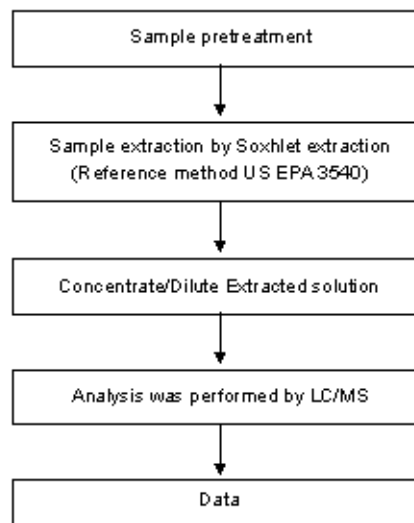 Sample pretreatment
Sample extraction by Soxhlet extraction
(Reference method US EPA 3540)
Concentrate/Dilute Extracted solution
Analysis was performed by LC/MS
Data